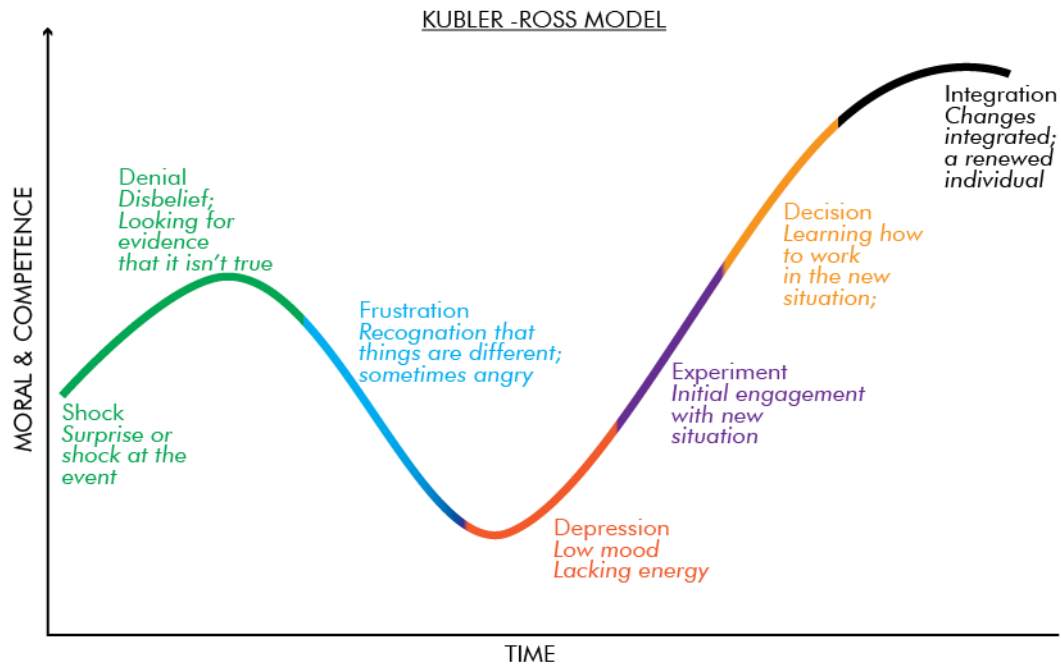 KUBLER -ROSS MODEL
MORAL & COMPETENCE
Denial
Disbelief;
Looking for
evidence
that it isn't true
Shock
Surprise or
shock at the
event
Frustration
Recognation that
things are different;
sometimes angry
Depression
Low mood
Lacking energy
Experiment
Initial engagement
with new
situation
Decision
Learning how
to work
in the new
situation;
Integration
Changes
integrated;
a renewed
individual
TIME